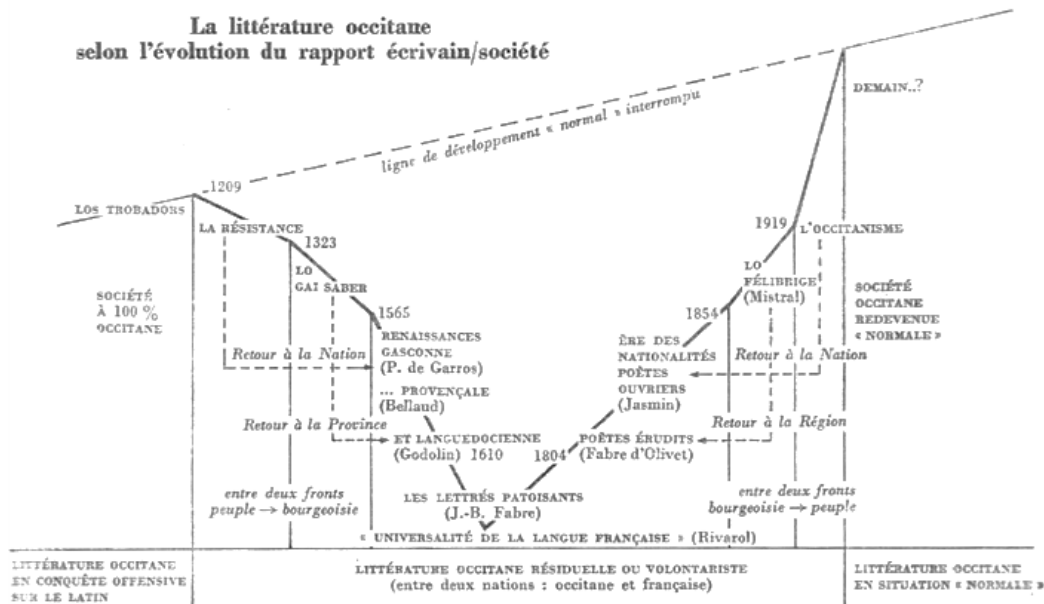 La littérature occitane
selon l'évolution du rapport écrivain/société
DEMAIN..?
ligne de développement « normal » interrompu
1209
LOS TROBADORS
LA RÉSISTANCE
1323
LO
GAÏ SABER
SOCIÉTÉ
À 100 %
OCCITANE
1565
RENAISSANCES
GASCONNE
(P. de Garros)
Retour à la Nation
... PROVENÇALE
(Bellaud)
Retour à la Province
ET LANGUEDOCIENNE
(Godolin) 1610
entre deux fronts
peuple → bourgeoisie
LES LETTRÉS PATOISANTS
(J.-B. Fabre)
« UNIVERSALITÉ DE LA LANGUE FRANÇAISE » (Rivarol)
1804
POÈTES ÉRUDITS
(Fabre d'Olivet)
ÈRE DES
NATIONALITÉS
POÈTES
OUVRIERS
(Jasmin)
1854
LO
FÉLIBRIGE
(Mistral)
1919
L'OCCITANISME
Retour à la Nation
Retour à la Région
entre deux fronts
bourgeoisie → peuple
SOCIÉTÉ
OCCITANE
REDEVENUE
« NORMALE »
LITTÉRATURE OCCITANE
EN CONQUÊTE OFFENSIVE
SUR LE LATIN
LITTÉRATURE OCCITANE RÉSIDUELLE OU VOLONTARISTE
(entre deux nations : occitane et française)
LITTÉRATURE OCCITANE
EN SITUATION « NORMALE »